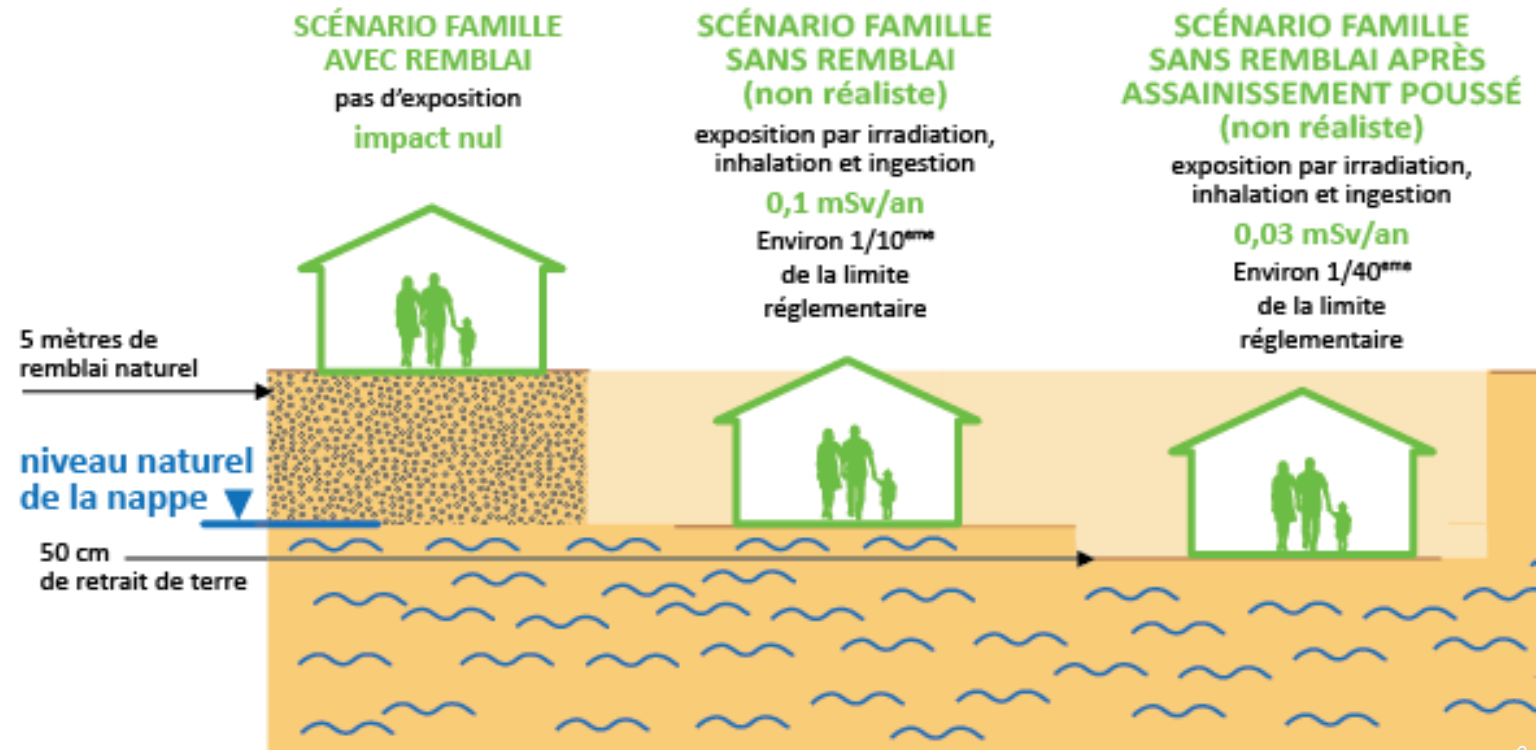 SCÉNARIO FAMILLE
AVEC REMBLAI
pas d'exposition
impact nul
SCÉNARIO FAMILLE
SANS REMBLAI
(non réaliste)
exposition par irradiation,
inhalation et ingestion
0,1 mSv/an
Environ 1/10ème
de la limite
réglementaire
SCÉNARIO FAMILLE
SANS REMBLAI APRÈS
ASSAINISSEMENT POUSSÉ
(non réaliste)
exposition par irradiation,
inhalation et ingestion
0,03 mSv/an
Environ 1/40ème
de la limite
réglementaire
5 mètres de
remblai naturel
niveau naturel
de la nappe
50 cm
de retrait de terre